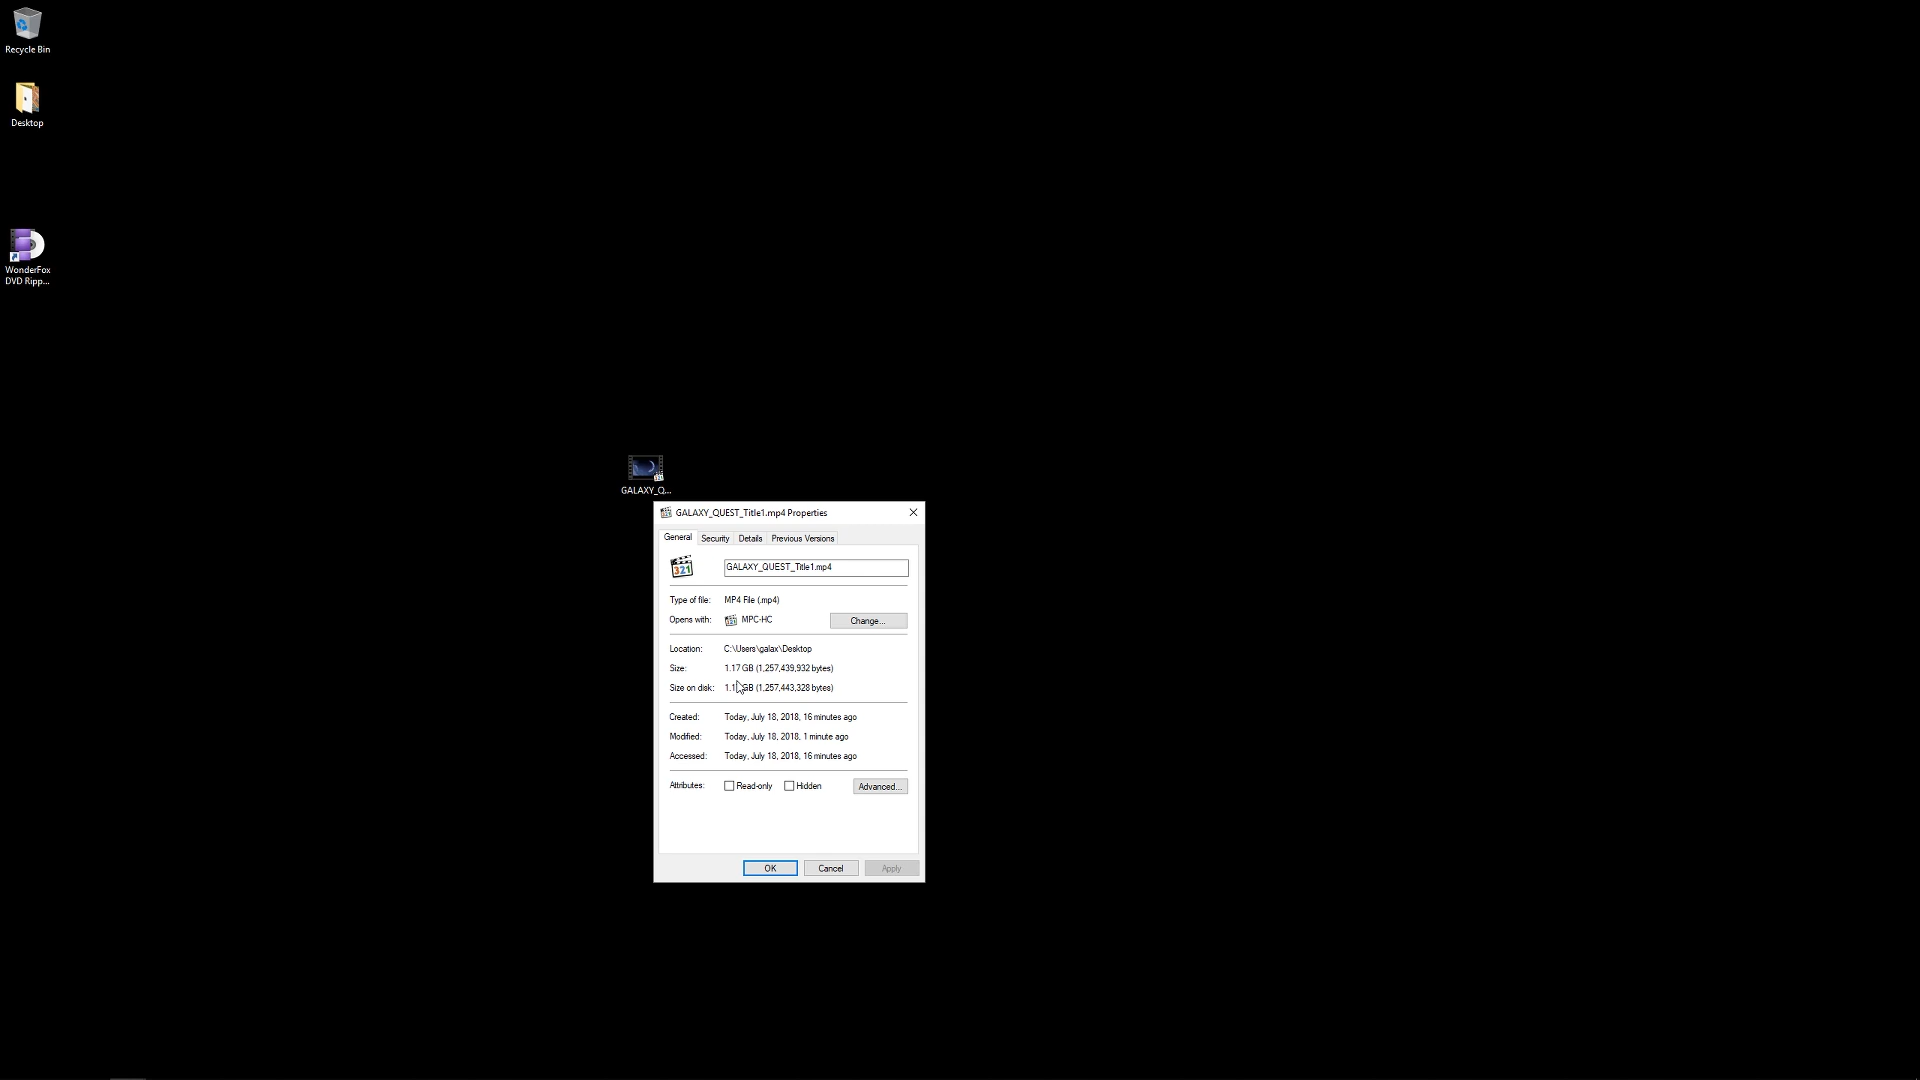 Recycle Bin
Desktop
WonderFox
DVD Ripp...
GALAXY_Q...
GALAXY_QUEST_Title1.mp4 Properties
General Security Details Previous Versions
321
GALAXY_QUEST_Title1.mp4
Type of file: MP4 File (.mp4)
Opens with: MPC-HC Change...
Location: C:\Users\galax\Desktop
Size: 1.17 GB (1,257,439,932 bytes)
Size on disk: GB (1,257,443,328 bytes)
Created: Today, July 18, 2018, 16 minutes ago
Modified: Today, July 18, 2018, 1 minute ago
Accessed: Today, July 18, 2018, 16 minutes ago
Attributes: Read-only Hidden Advanced...
OK Cancel Apply